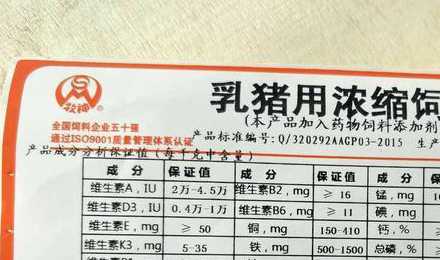 乳猪用浓缩饲
牧神
(本产品加入药物饲料添加剂
全国饲料企业五十强
通过ISO9001质量管理体系认证
产品标准编号:Q/320292AAGP03-2015 生产
产品成分分析保证值(每千克中含量)
成分 保证值 成分 保证值 成分
维生素A,IU 2万-4.5万 维生素B2,mg ≥16 锰,mg
维生素D3,IU 0.4万-1万 维生素B6,mg ≥11 碘,mg
维生素E,mg ≥50 铜,mg 150-410 钙,%
维生素K3,mg 5-35 铁,mg 500-1500 总磷,%